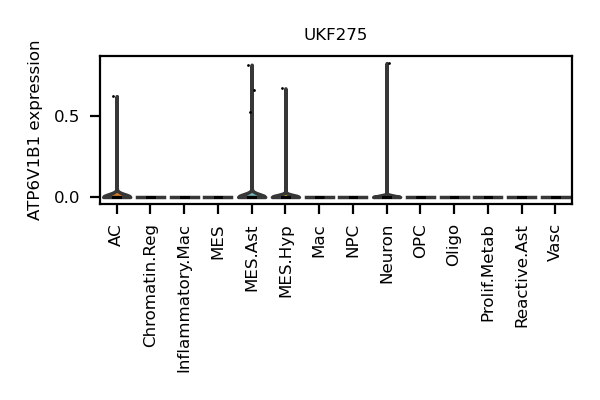 UKF275
ATP6V1B1 expression
0.5
0.0
AC
Chromatin.Reg
Inflammatory.Mac
MES
MES.Ast
MES.Hyp
Mac
NPC
Neuron
OPC
Oligo
Prolif.Metab
Reactive.Ast
Vasc